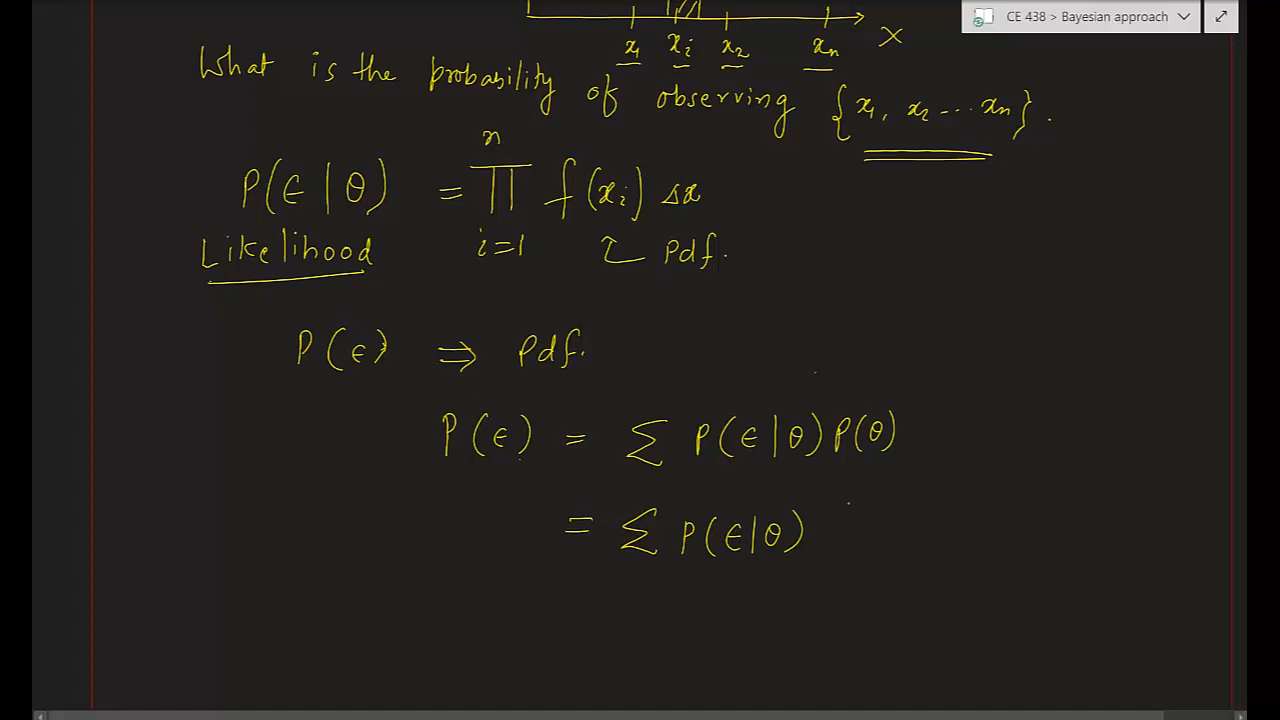 CE 438 > Bayesian approach
x₁ xᵢ x₂ xₙ X
What is the probability of observing {x₁, x₂ ... xₙ}.
P(ϵ | θ) = ∏ⁿᵢ₌₁ f(xᵢ) Δx
Likelihood Pdf.
P(ϵ) ⇒ Pdf.
P(ϵ) = Σ P(ϵ | θ) P(θ)
= Σ P(ϵ | θ)